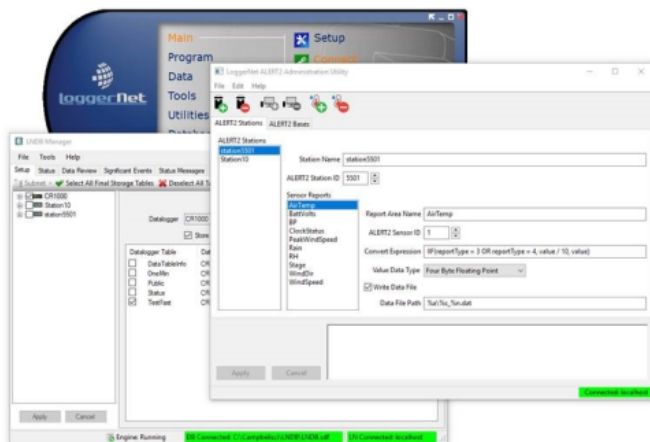 Main
Setup
Program
Connect
Data
Tools
Utilities
LoggerNet
LoggerNet ALERT2 Administration Utility
File Edit Help
ALERT2 Stations ALERT2 Bases
ALERT2 Stations
station5501
Station10
Station Name station5501
ALERT2 Station ID 5501
Sensor Reports
AirTemp
BattVolts
BP
ClockStatus
PeakWindSpeed
Rain
RH
Stage
WindDir
WindSpeed
Report Area Name AirTemp
ALERT2 Sensor ID 1
Convert Expression IIF(reportType = 3 OR reportType = 4, value / 10, value)
Value Data Type Four Byte Floating Point
Write Data File
Data File Path %a\%s_%n.dat
Apply Cancel
Connected: localhost
LNDB Manager
File Tools Help
Setup Status Data Review Significant Events Status Messages
Select All Final Storage Tables Deselect All
CR1000
Station10
station5501
Datalogger CR1000
Datalogger Table
DataTableInfo
OneMin
Public
Status
TestFast
Apply Cancel
Engine: Running
DB Connected: C:\Campbellsci\LNDB\LNDB.sdf
LN Connected: localhost